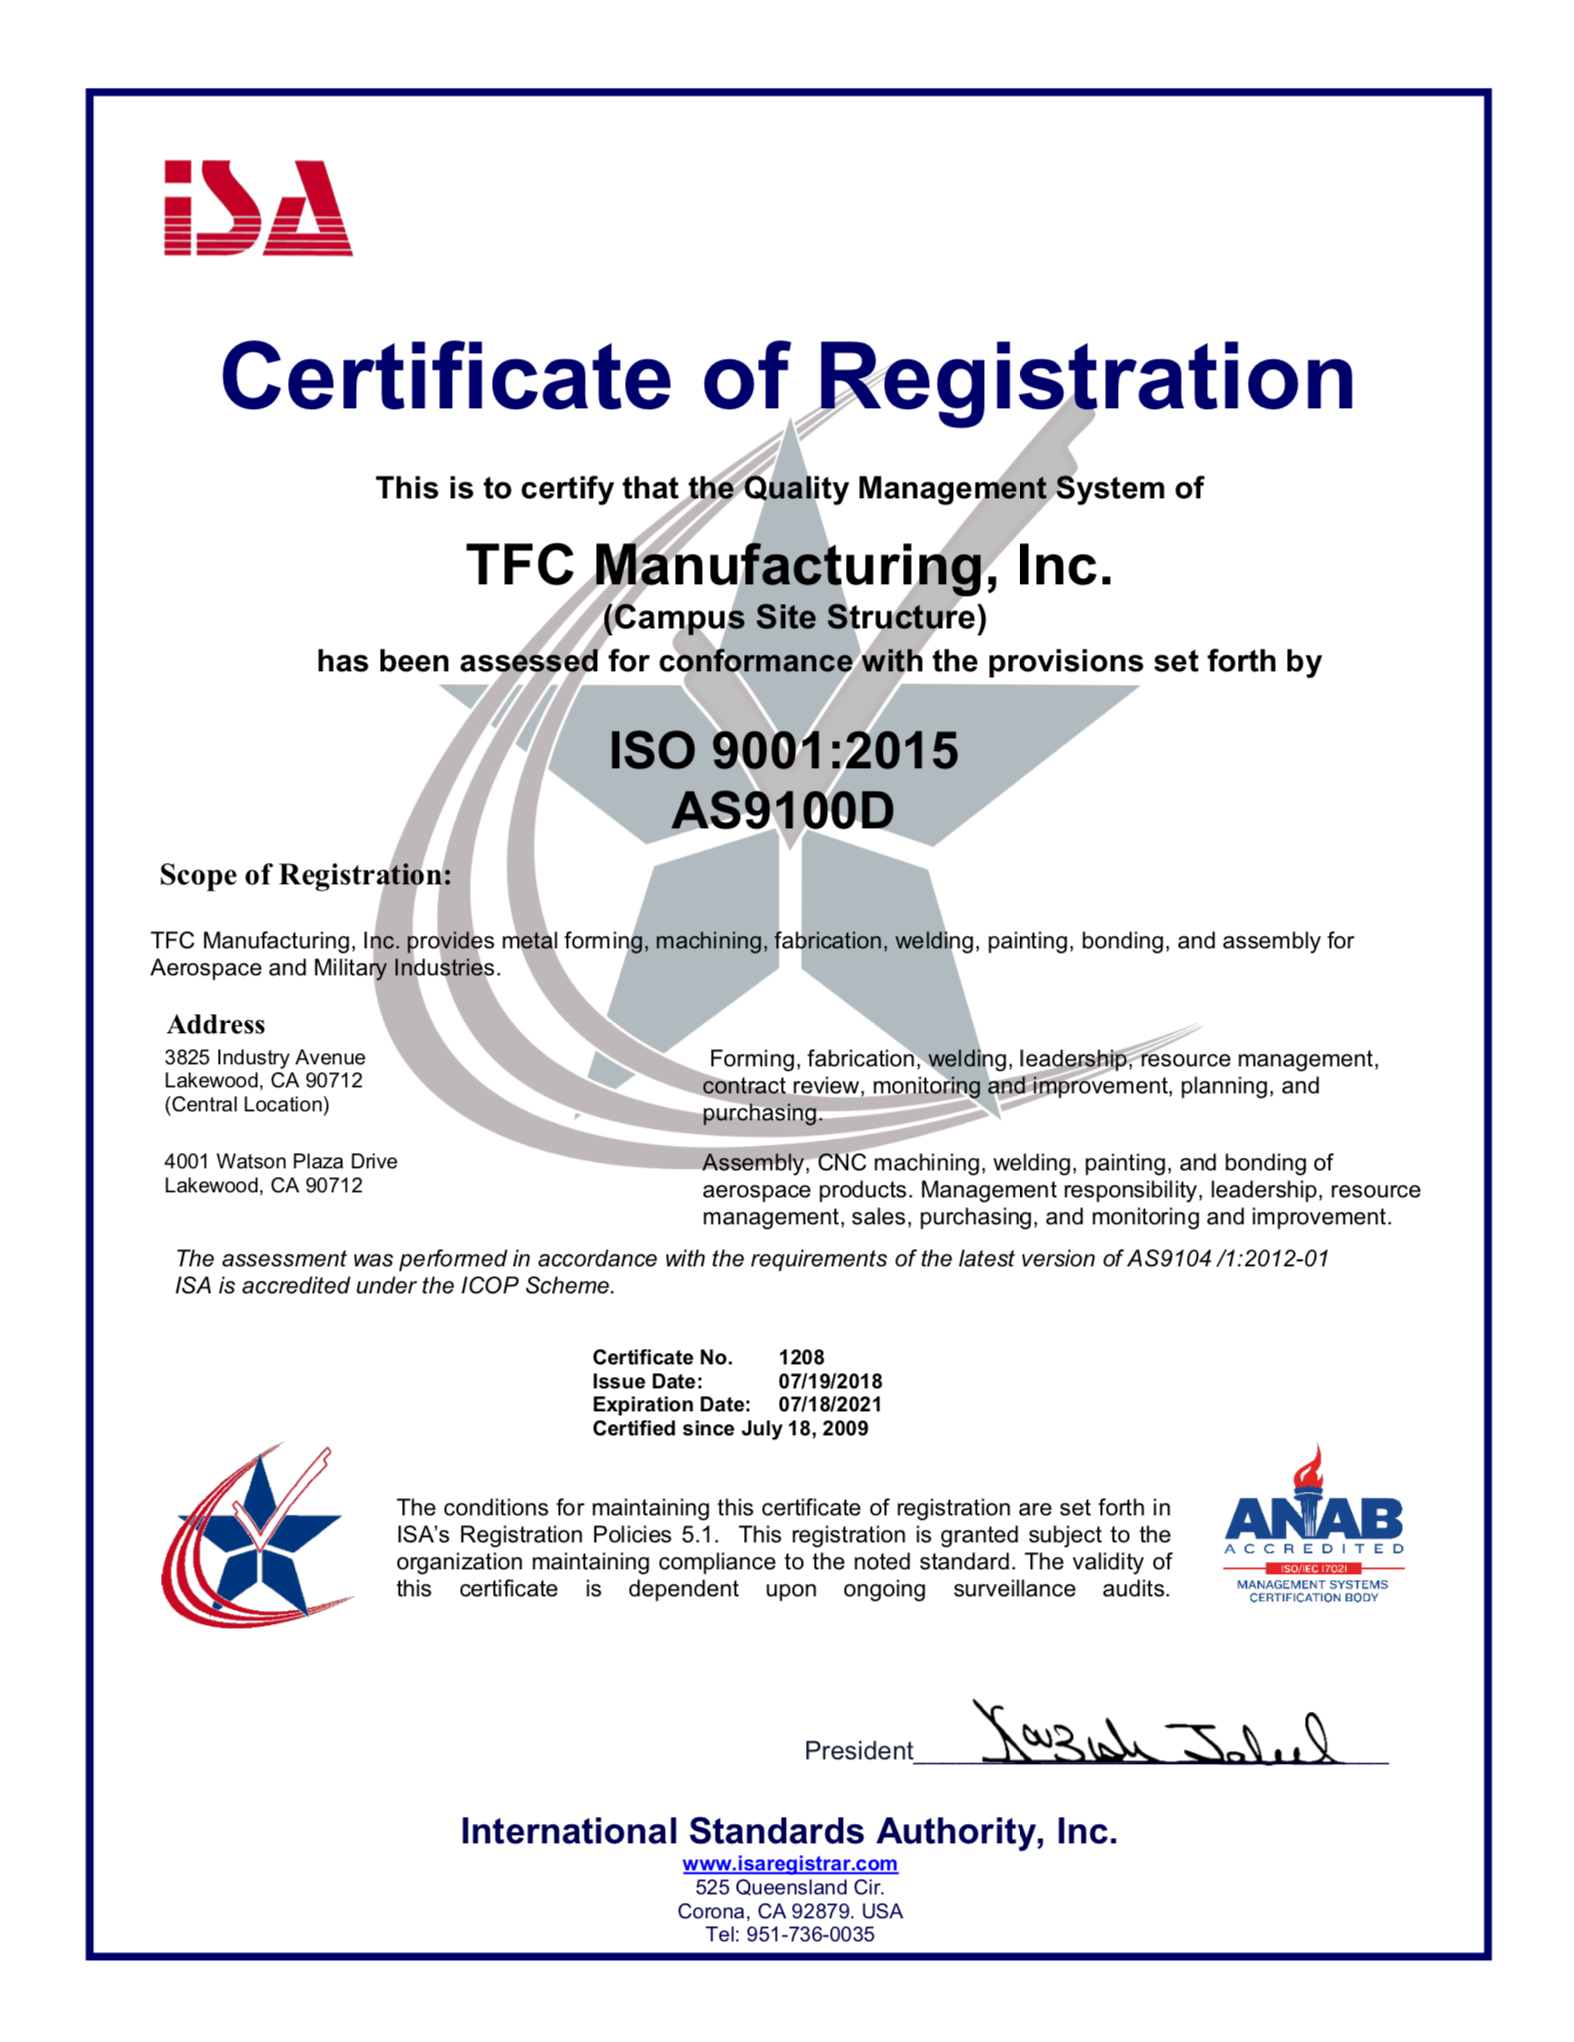 iSA
Certificate of Registration
This is to certify that the Quality Management System of
TFC Manufacturing, Inc.
(Campus Site Structure)
has been assessed for conformance with the provisions set forth by
ISO 9001:2015
AS9100D
Scope of Registration:
TFC Manufacturing, Inc. provides metal forming, machining, fabrication, welding, painting, bonding, and assembly for
Aerospace and Military Industries.
Address
3825 Industry Avenue
Lakewood, CA 90712
(Central Location)
Forming, fabrication, welding, leadership, resource management,
contract review, monitoring and improvement, planning, and
purchasing.
4001 Watson Plaza Drive
Lakewood, CA 90712
Assembly, CNC machining, welding, painting, and bonding of
aerospace products. Management responsibility, leadership, resource
management, sales, purchasing, and monitoring and improvement.
The assessment was performed in accordance with the requirements of the latest version of AS9104 /1:2012-01
ISA is accredited under the ICOP Scheme.
Certificate No. 1208
Issue Date: 07/19/2018
Expiration Date: 07/18/2021
Certified since July 18, 2009
The conditions for maintaining this certificate of registration are set forth in
ISA's Registration Policies 5.1. This registration is granted subject to the
organization maintaining compliance to the noted standard. The validity of
this certificate is dependent upon ongoing surveillance audits.
ANAB
ACCREDITED
ISO/IEC 17021
MANAGEMENT SYSTEMS
CERTIFICATION BODY
President
International Standards Authority, Inc.
www.isaregistrar.com
525 Queensland Cir.
Corona, CA 92879. USA
Tel: 951-736-0035